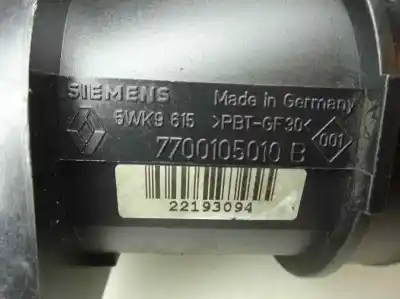 SIEMENS Made in Germany
5WK9 615 >PBT-GF30< 001
7700105010 B
22193094